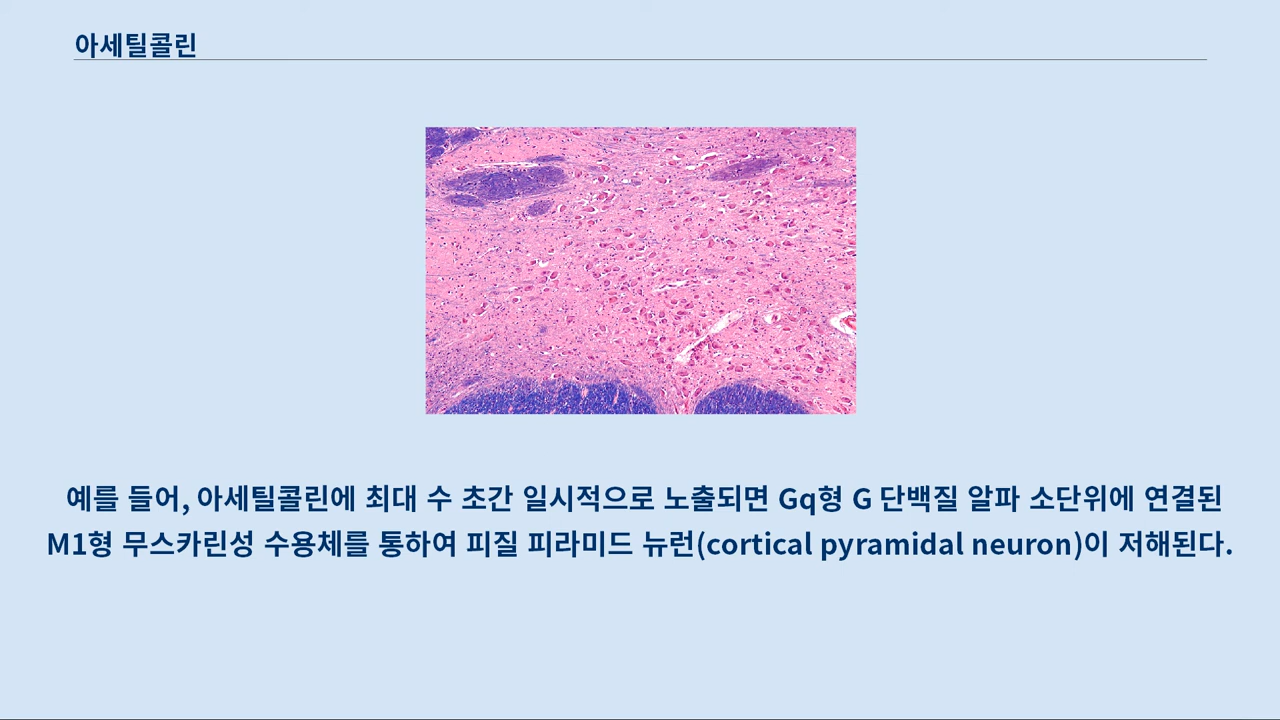 아세틸콜린
예를 들어, 아세틸콜린에 최대 수 초간 일시적으로 노출되면 Gq형 G 단백질 알파 소단위에 연결된
M1형 무스카린성 수용체를 통하여 피질 피라미드 뉴런(cortical pyramidal neuron)이 저해된다.